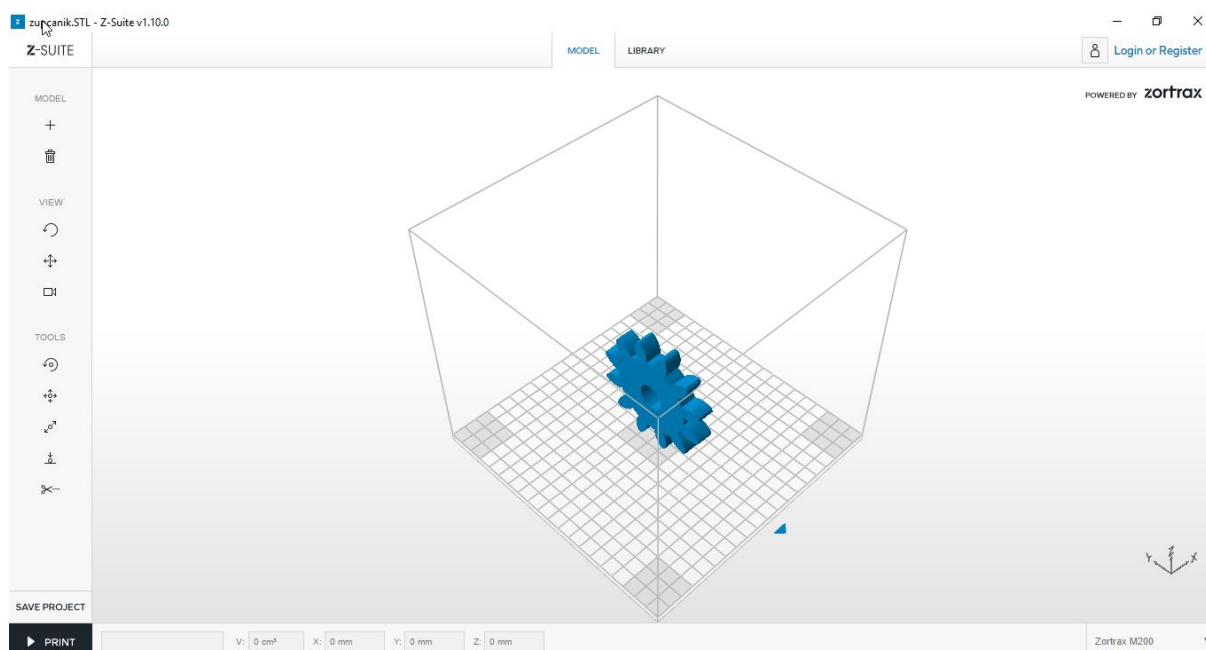 z zupcanik.STL - Z-Suite v1.10.0
Z-SUITE
MODEL
LIBRARY
Login or Register
POWERED BY zortrax
MODEL
VIEW
TOOLS
Y Z X
SAVE PROJECT
PRINT
V: 0 cm³ X: 0 mm Y: 0 mm Z: 0 mm
Zortrax M200